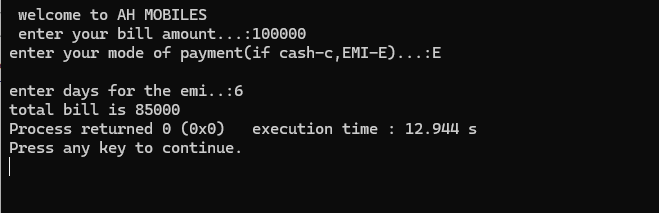 welcome to AH MOBILES
enter your bill amount...:100000
enter your mode of payment(if cash-c,EMI-E)...:E
enter days for the emi..:6
total bill is 85000
Process returned 0 (0x0)   execution time : 12.944 s
Press any key to continue.